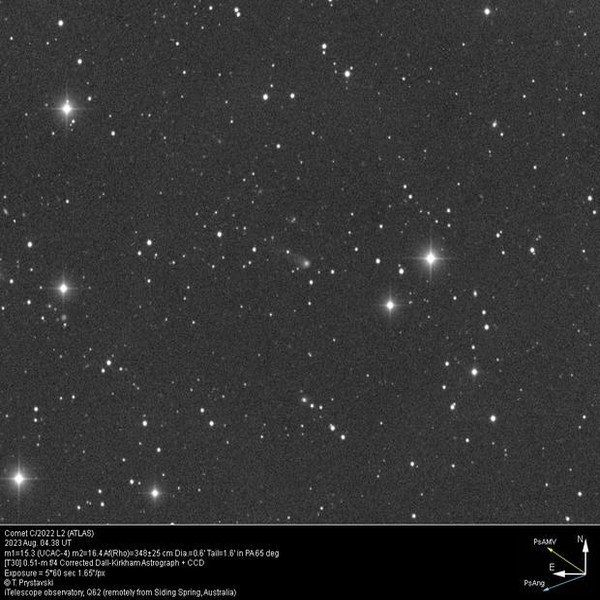 Comet C/2022 L2 (ATLAS)
2023 Aug. 04.38 UT
m1=15.3 (UCAC-4) m2=16.4 Af(Rho)=348±25 cm Dia.=0.6' Tail=1.6' in PA 65 deg
[T30] 0.51-m f/4 Corrected Dall-Kirkham Astrograph + CCD
Exposure = 5*60 sec 1.65"/px
© T. Prystavski
iTelescope observatory, Q62 (remotely from Siding Spring, Australia)
PsAMV
N
E
PsAng